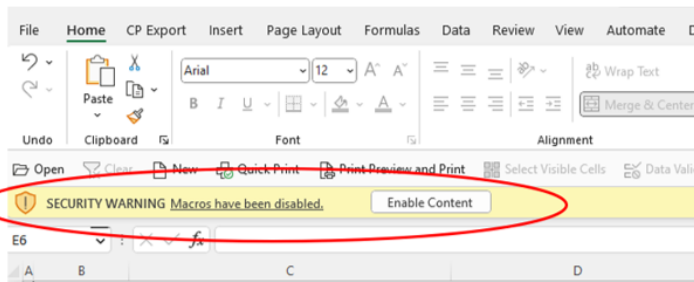 File Home CP Export Insert Page Layout Formulas Data Review View Automate
Arial 12 A A ab Wrap Text
Paste B I U A Merge & Center
Undo Clipboard Font Alignment
Open Clear New Quick Print Print Preview and Print Select Visible Cells Data Vali
SECURITY WARNING Macros have been disabled. Enable Content
E6 fx
A B C D